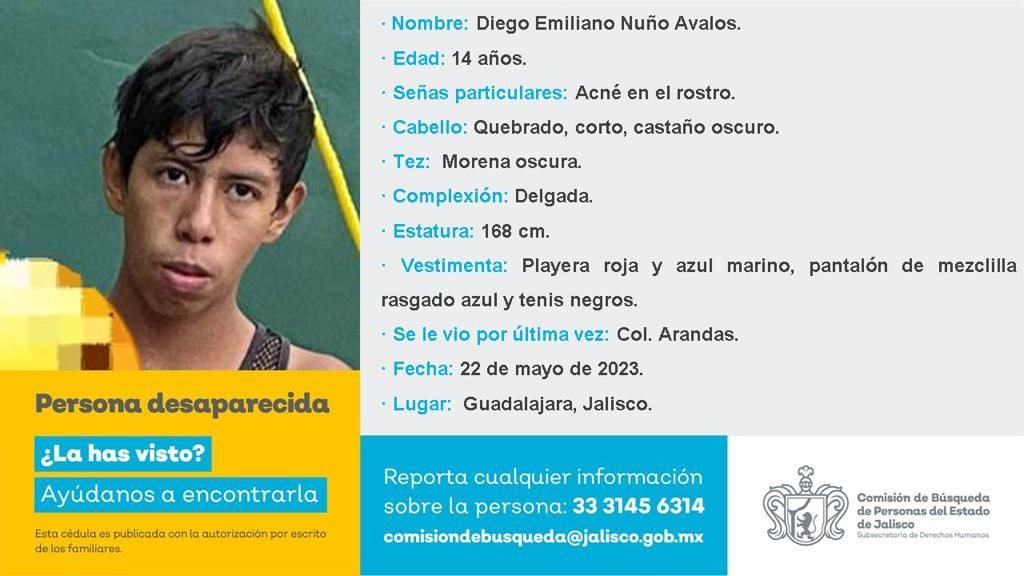 · Nombre: Diego Emiliano Nuño Avalos.
· Edad: 14 años.
· Señas particulares: Acné en el rostro.
· Cabello: Quebrado, corto, castaño oscuro.
· Tez: Morena oscura.
· Complexión: Delgada.
· Estatura: 168 cm.
· Vestimenta: Playera roja y azul marino, pantalón de mezclilla
rasgado azul y tenis negros.
· Se le vio por última vez: Col. Arandas.
· Fecha: 22 de mayo de 2023.
· Lugar: Guadalajara, Jalisco.
Persona desaparecida
¿La has visto?
Ayúdanos a encontrarla
Esta cédula es publicada con la autorización por escrito
de los familiares.
Reporta cualquier información
sobre la persona: 33 3145 6314
comisiondebusqueda@jalisco.gob.mx
Comisión de Búsqueda
de Personas del Estado
de Jalisco
Subsecretaría de Derechos Humanos